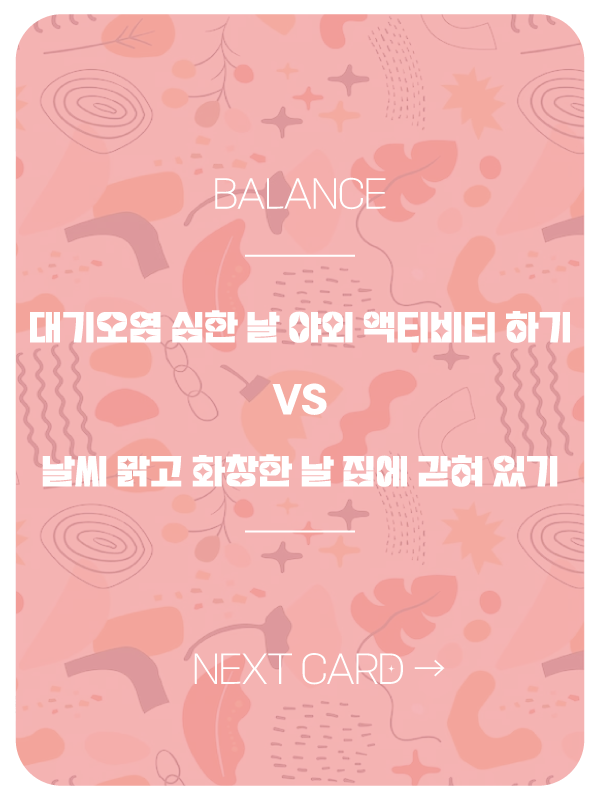 BALANCE
대기오염 심한 날 야외 액티비티 하기
VS
날씨 맑고 화창한 날 집에 갇혀 있기
NEXT CARD →